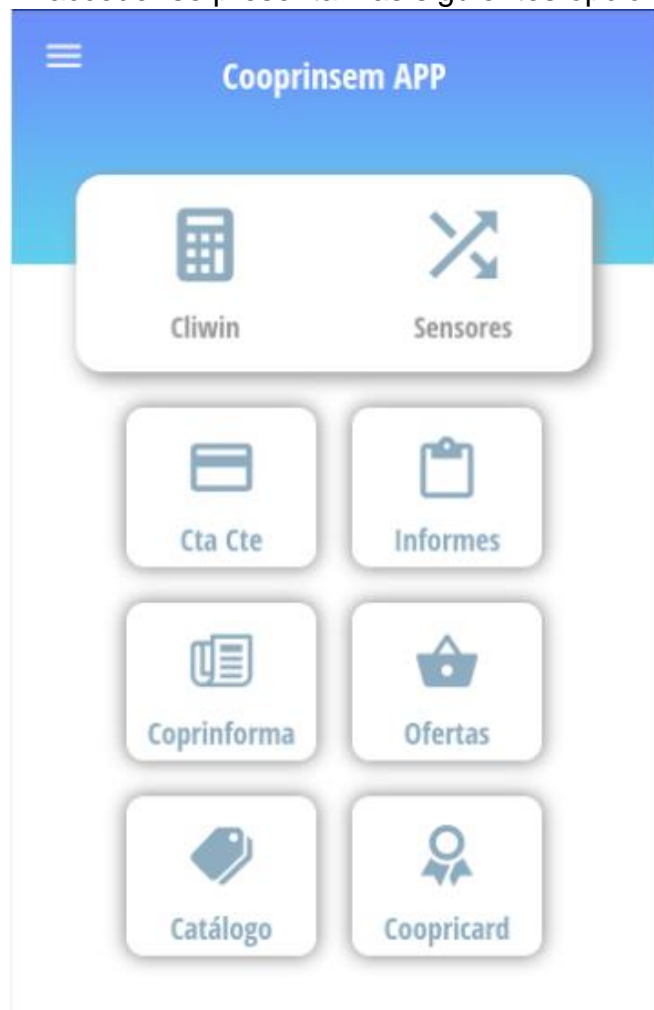 Cooprinsem APP
Cliwin Sensores
Cta Cte Informes
Coprinforma Ofertas
Catálogo Coopricard